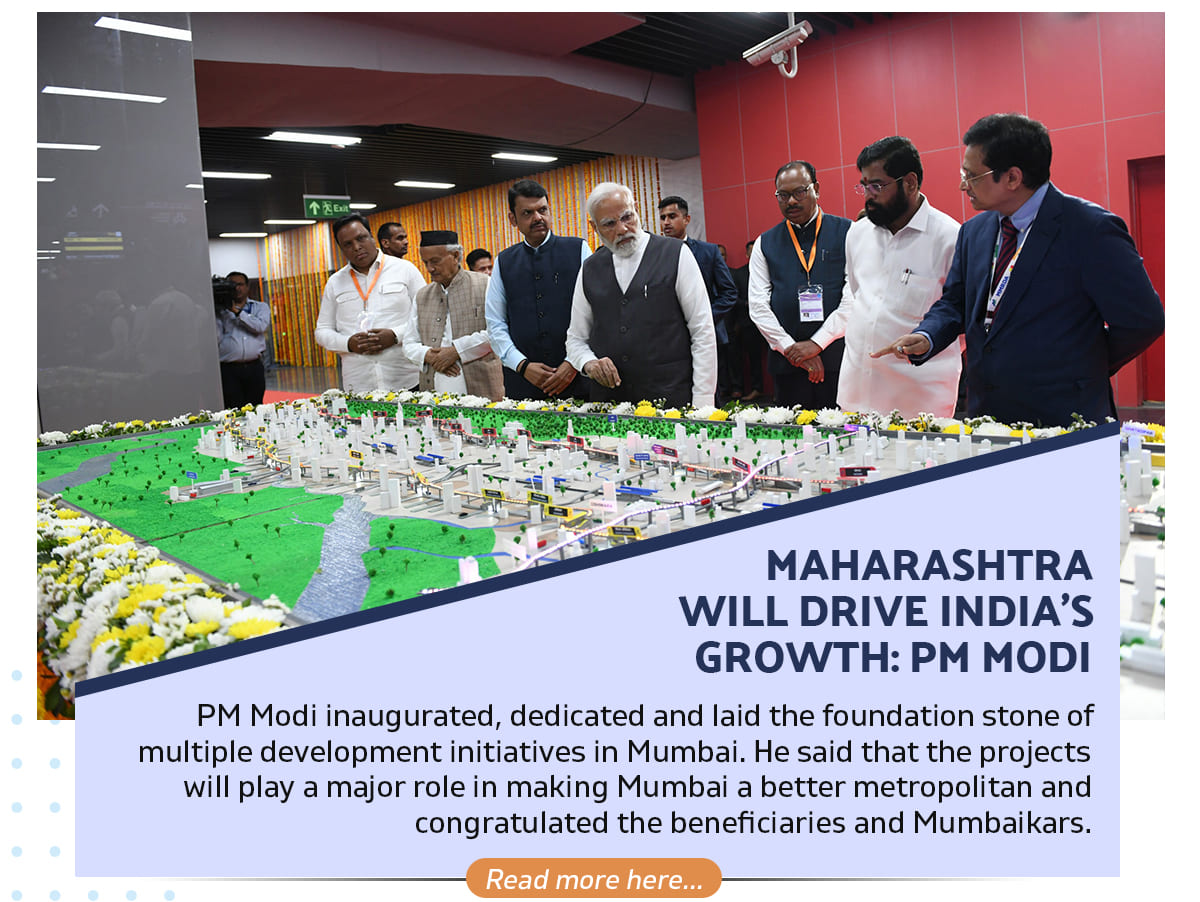 Exit
MAHARASHTRA
WILL DRIVE INDIA’S
GROWTH: PM MODI
PM Modi inaugurated, dedicated and laid the foundation stone of
multiple development initiatives in Mumbai. He said that the projects
will play a major role in making Mumbai a better metropolitan and
congratulated the beneficiaries and Mumbaikars.
Read more here...